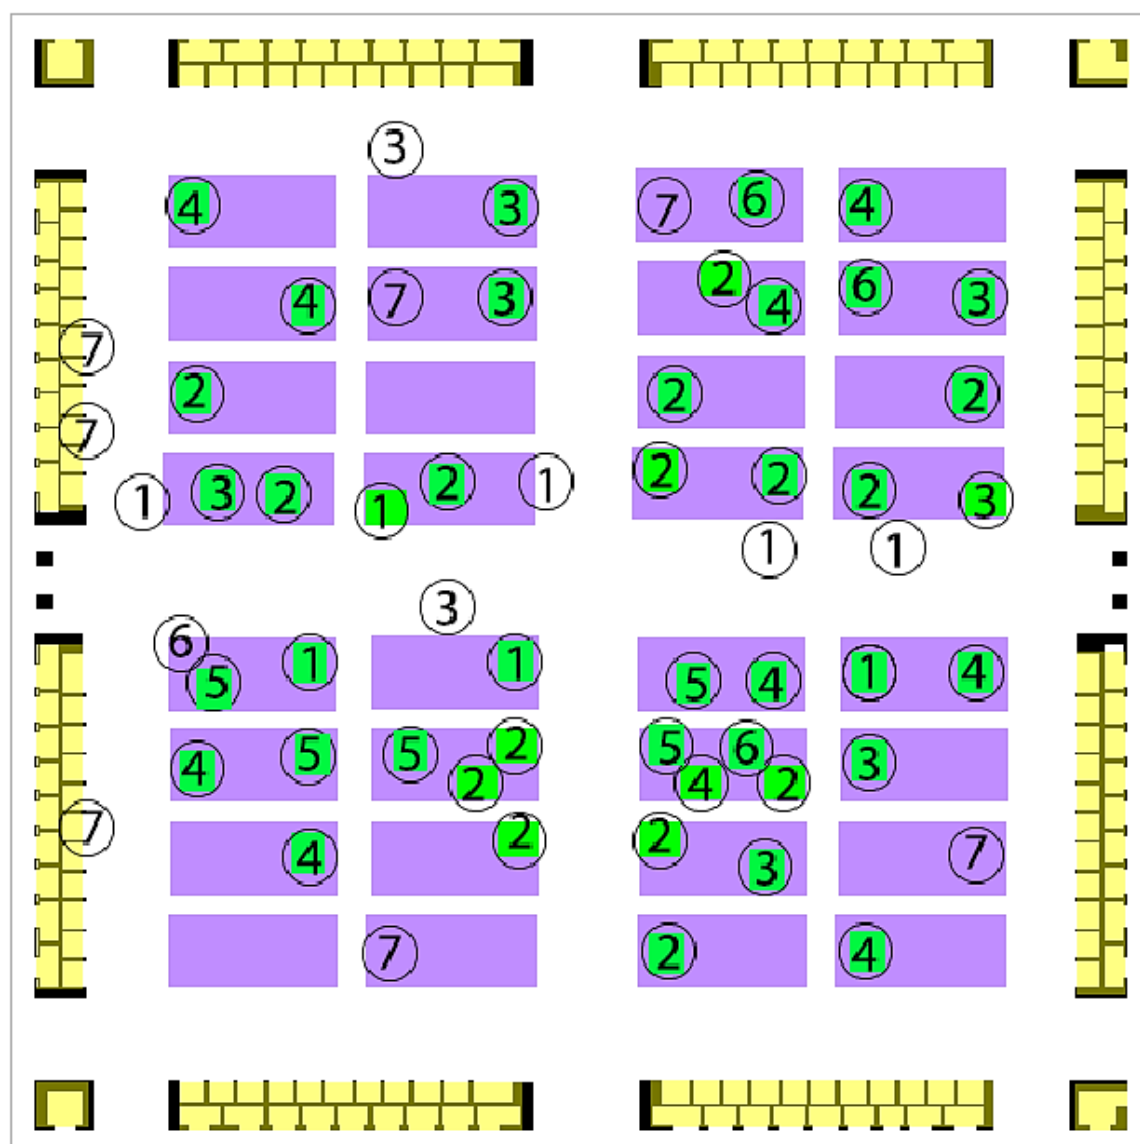 3
4 3 7 6 4
4 7 3 2 4 6 3
7
2 2 2
7
1 3 2 1 2 1 2 2 2 3
1 1
3
6 5 1 1 5 4 1 4
4 5 5 2 2 5 4 6 2 3
7
4 2 2 3 7
7 2 4